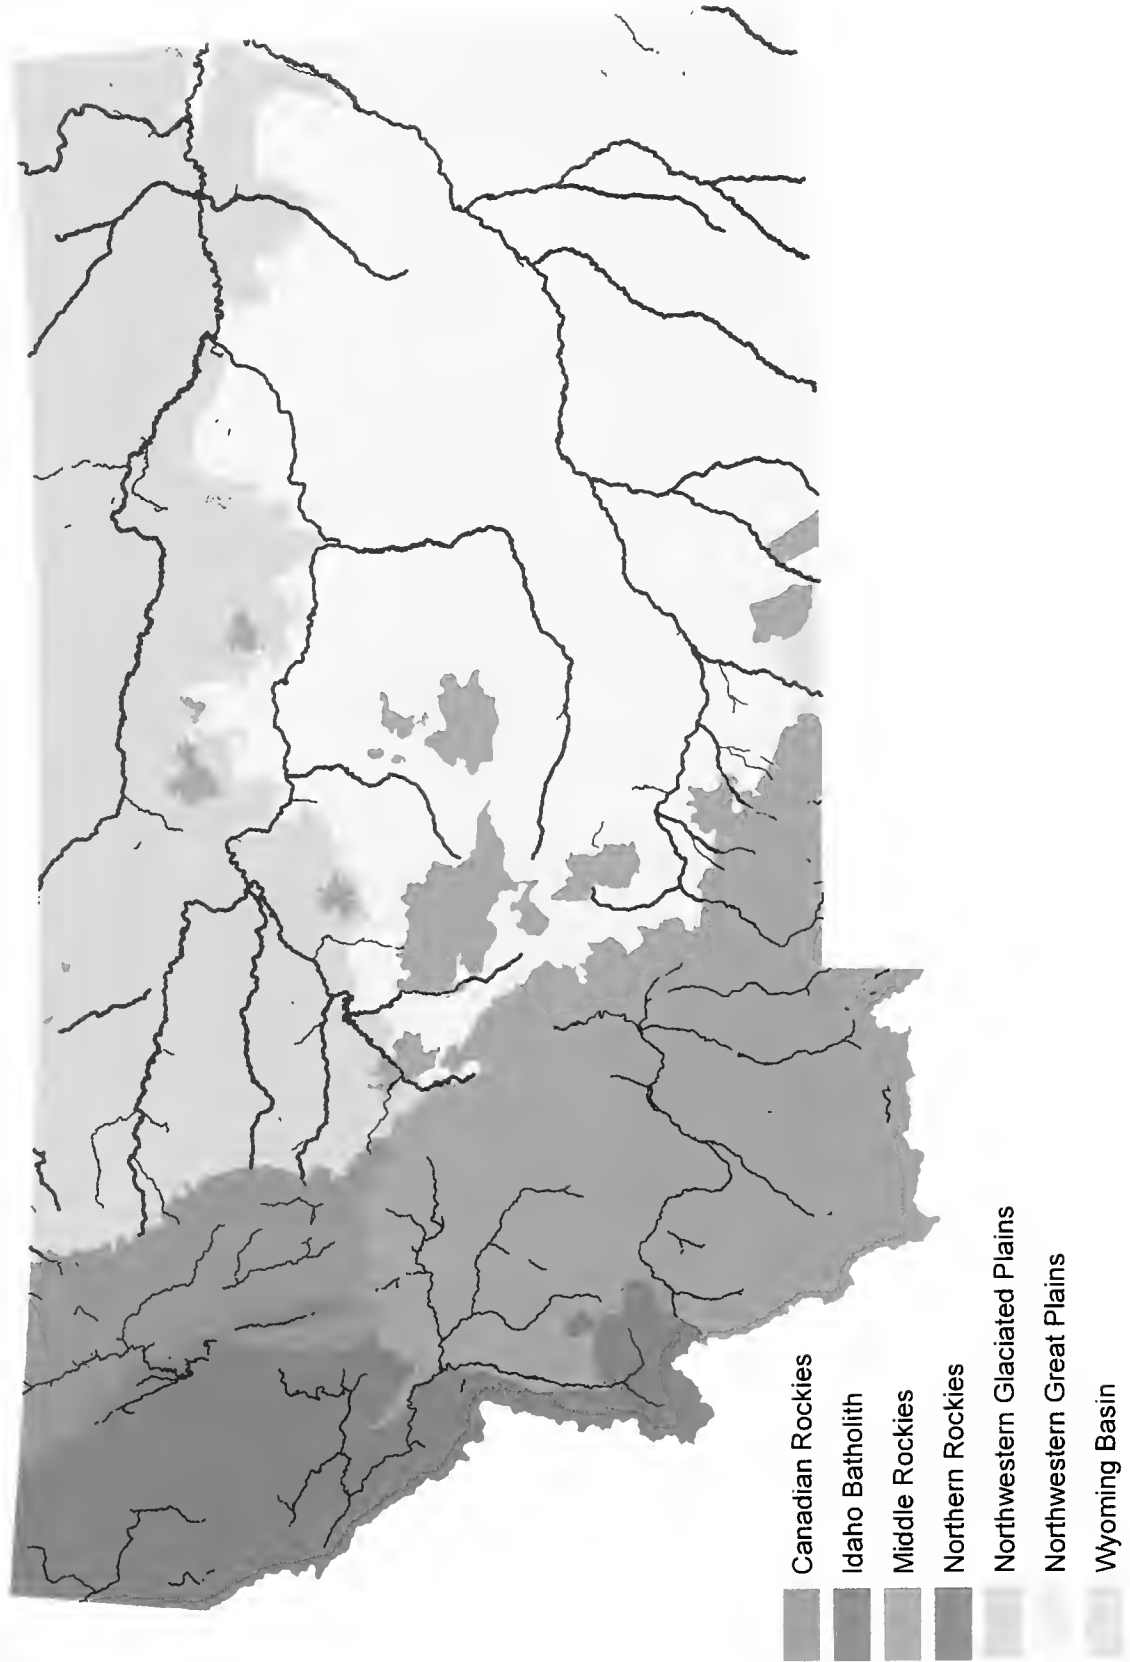 Canadian Rockies
Idaho Batholith
Middle Rockies
Northern Rockies
Northwestern Glaciated Plains
Northwestern Great Plains
Wyoming Basin